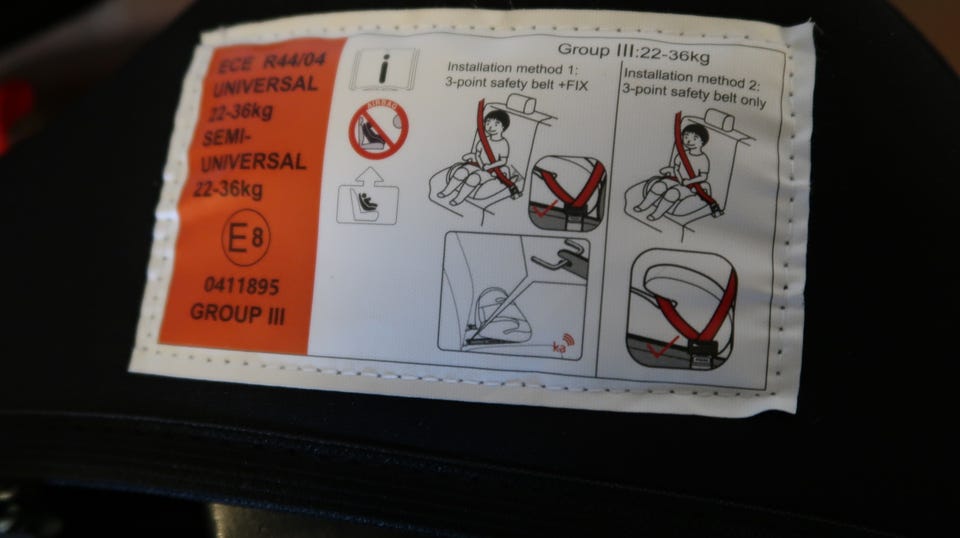 ECE R44/04
UNIVERSAL
22-36kg
SEMI-
UNIVERSAL
22-36kg
E8
0411895
GROUP III
i
AIRBAG
Group III:22-36kg
Installation method 1:
3-point safety belt +FIX
Installation method 2:
3-point safety belt only